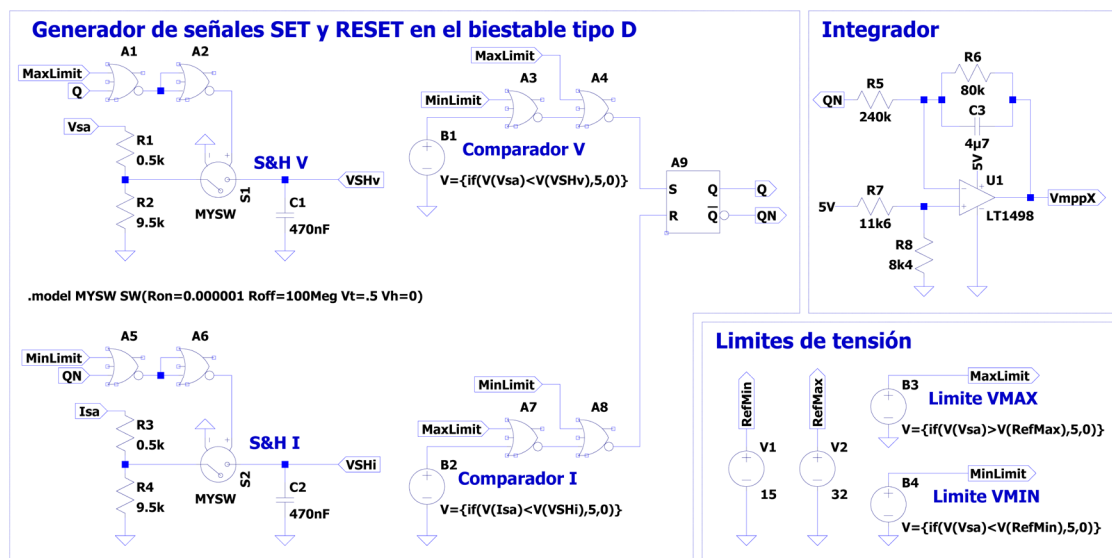 Generador de señales SET y RESET en el biestable tipo D
A1
A2
MaxLimit
Q
Vsa
R1
0.5k
R2
9.5k
S&H V
S1
MYSW
VSHv
C1
470nF
MaxLimit
A3
A4
MinLimit
B1
Comparador V
V={if(V(Vsa)<V(VSHv),5,0)}
A9
S
Q
R
Q
Q
QN
.model MYSW SW(Ron=0.000001 Roff=100Meg Vt=.5 Vh=0)
A5
A6
MinLimit
QN
Isa
R3
0.5k
R4
9.5k
S&H I
S2
MYSW
VSHi
C2
470nF
MinLimit
A7
A8
MaxLimit
B2
Comparador I
V={if(V(Isa)<V(VSHi),5,0)}
Integrador
R6
80k
R5
QN
240k
C3
4µ7
5V
U1
R7
5V
11k6
LT1498
VmppX
R8
8k4
Limites de tensión
RefMin
V1
15
RefMax
V2
32
MaxLimit
B3
Limite VMAX
V={if(V(Vsa)>V(RefMax),5,0)}
MinLimit
B4
Limite VMIN
V={if(V(Vsa)<V(RefMin),5,0)}